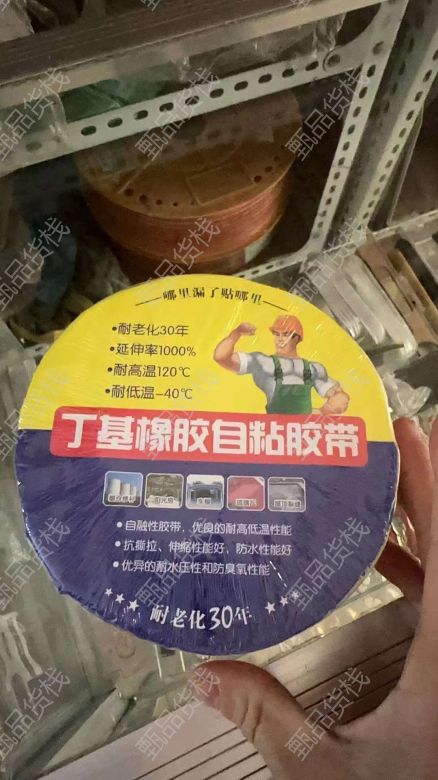 哪里漏了贴哪里
•耐老化30年
•延伸率1000%
•耐高温120℃
•耐低温-40℃
丁基橡胶自粘胶带
阳光房
•自融性胶带，优良的耐高低温性能
•抗撕拉、伸缩性能好、防水性能好
•优异的耐水压性和防臭氧性能
耐老化30年
甄品货栈